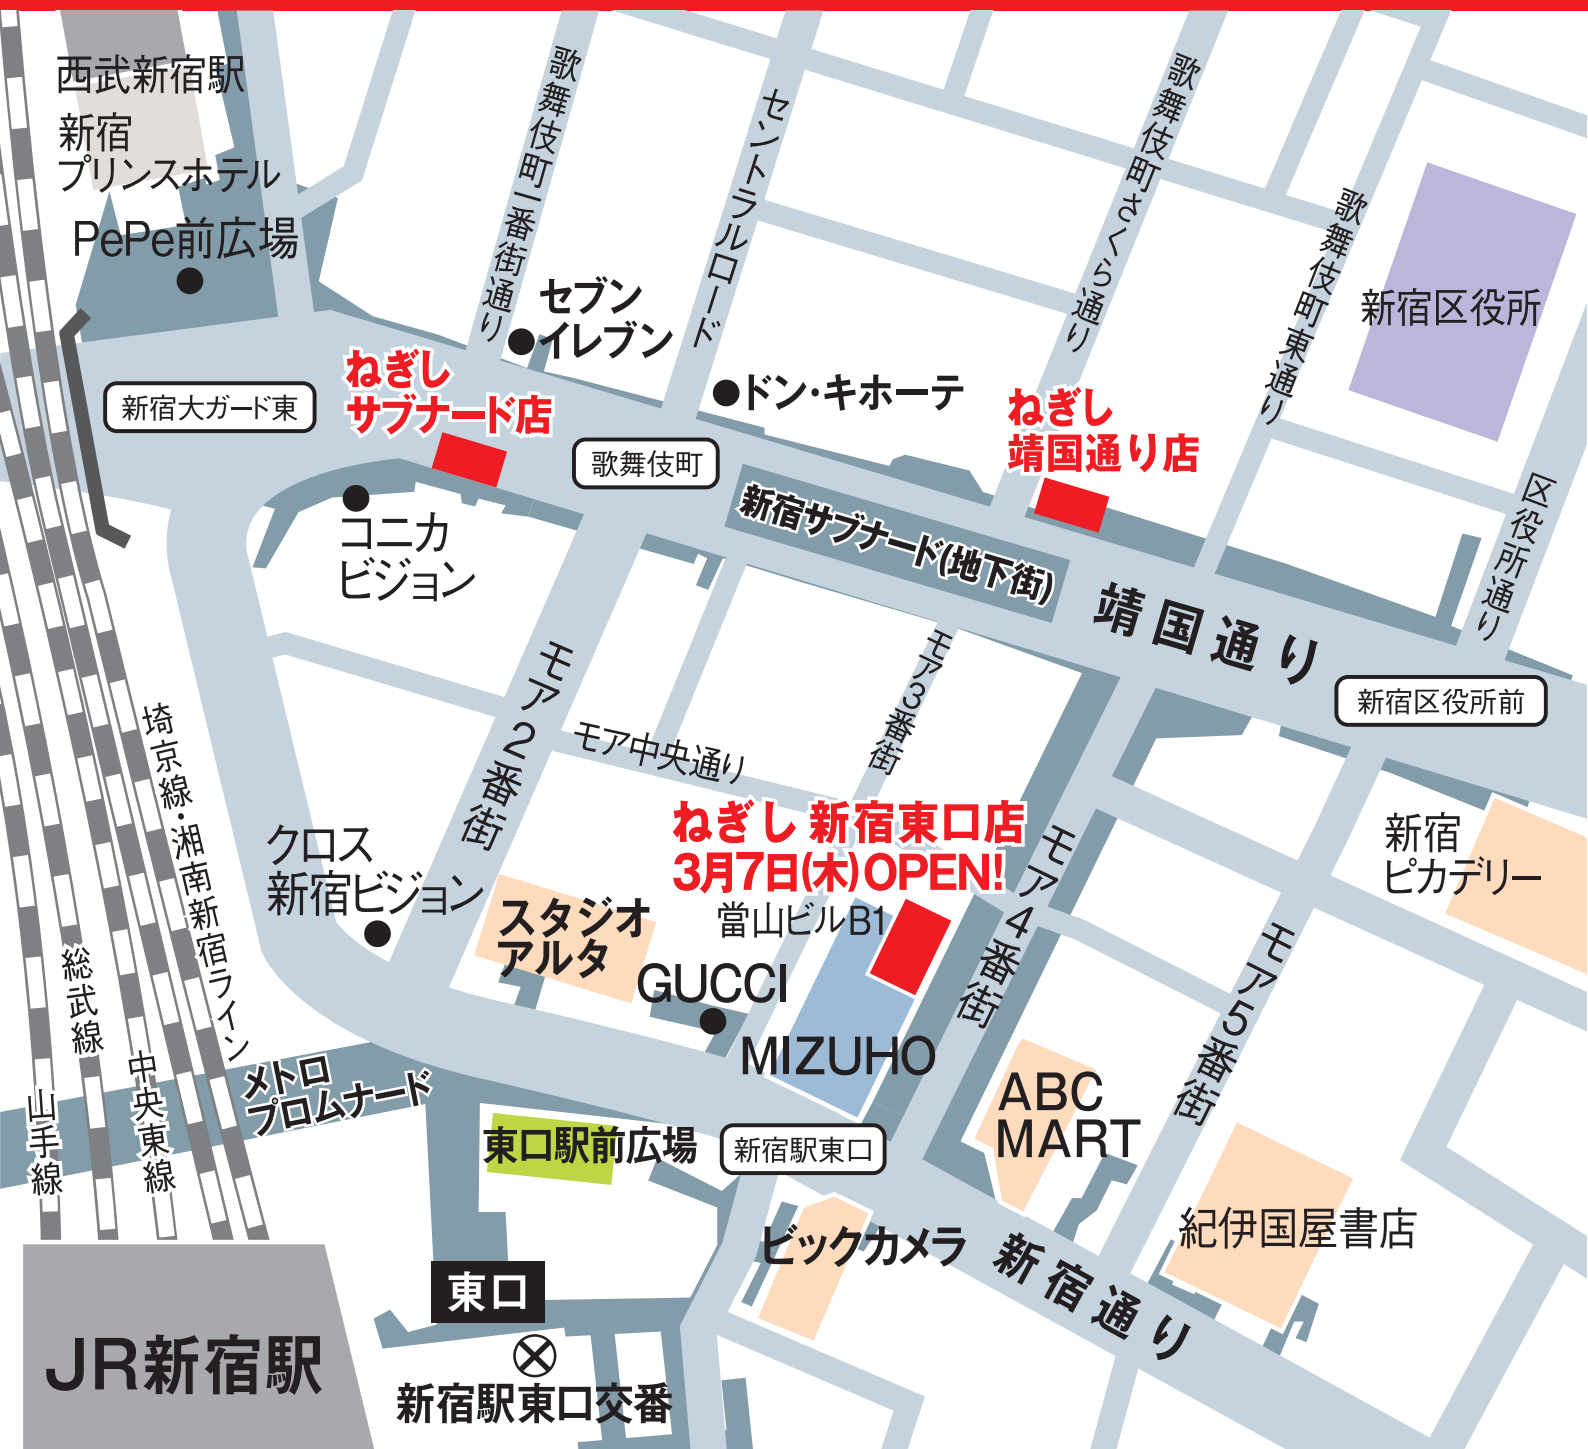 西武新宿駅
新宿
プリンスホテル
PePe前広場
歌舞伎町一番街通り
セントラルロード
歌舞伎町さくら通り
歌舞伎町東通り
新宿区役所
セブン
イレブン
ねぎし
サブナード店
新宿大ガード東
ドン・キホーテ
歌舞伎町
ねぎし
靖国通り店
区役所通り
コニカ
ビジョン
新宿サブナード(地下街)
靖国通り
新宿区役所前
モア2番街
モア3番街
モア中央通り
埼京線・湘南新宿ライン
クロス
新宿ビジョン
ねぎし 新宿東口店
3月7日(木)OPEN!
當山ビルB1
モア4番街
モア5番街
新宿
ピカデリー
スタジオ
アルタ
GUCCI
MIZUHO
総武線
中央東線
山手線
メトロ
プロムナード
ABC
MART
東口駅前広場
新宿駅東口
紀伊国屋書店
ビックカメラ
新宿通り
東口
JR新宿駅
新宿駅東口交番